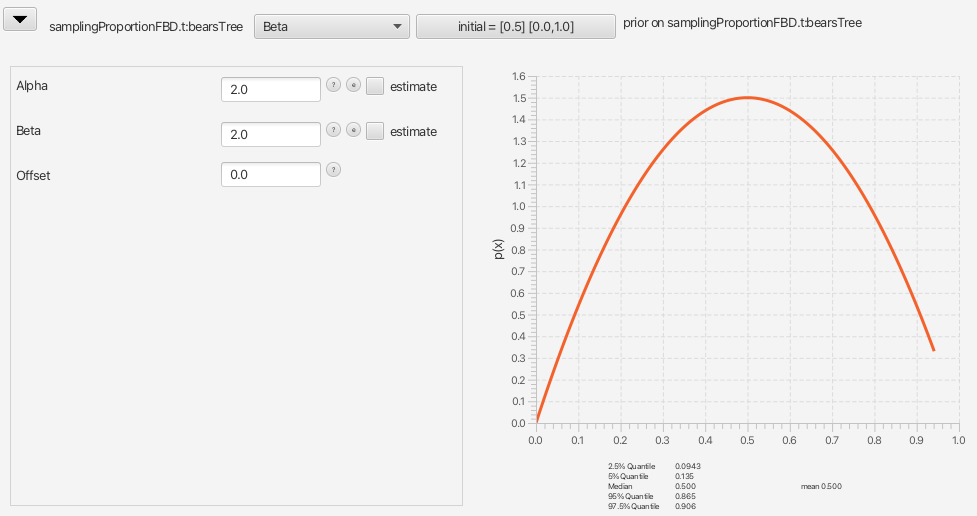 samplingProportionFBD.t:bearsTree Beta initial = [0.5] [0.0,1.0] prior on samplingProportionFBD.t:bearsTree
Alpha 2.0 ? e estimate
Beta 2.0 ? e estimate
Offset 0.0 ?
1.6
1.5
1.4
1.3
1.2
1.1
1.0
0.9
0.8
0.7
0.6
0.5
0.4
0.3
0.2
0.1
0.0
p(x)
0.0 0.1 0.2 0.3 0.4 0.5 0.6 0.7 0.8 0.9 1.0
2.5% Quantile 0.0943
5% Quantile 0.135
Median 0.500 mean 0.500
95% Quantile 0.865
97.5% Quantile 0.906